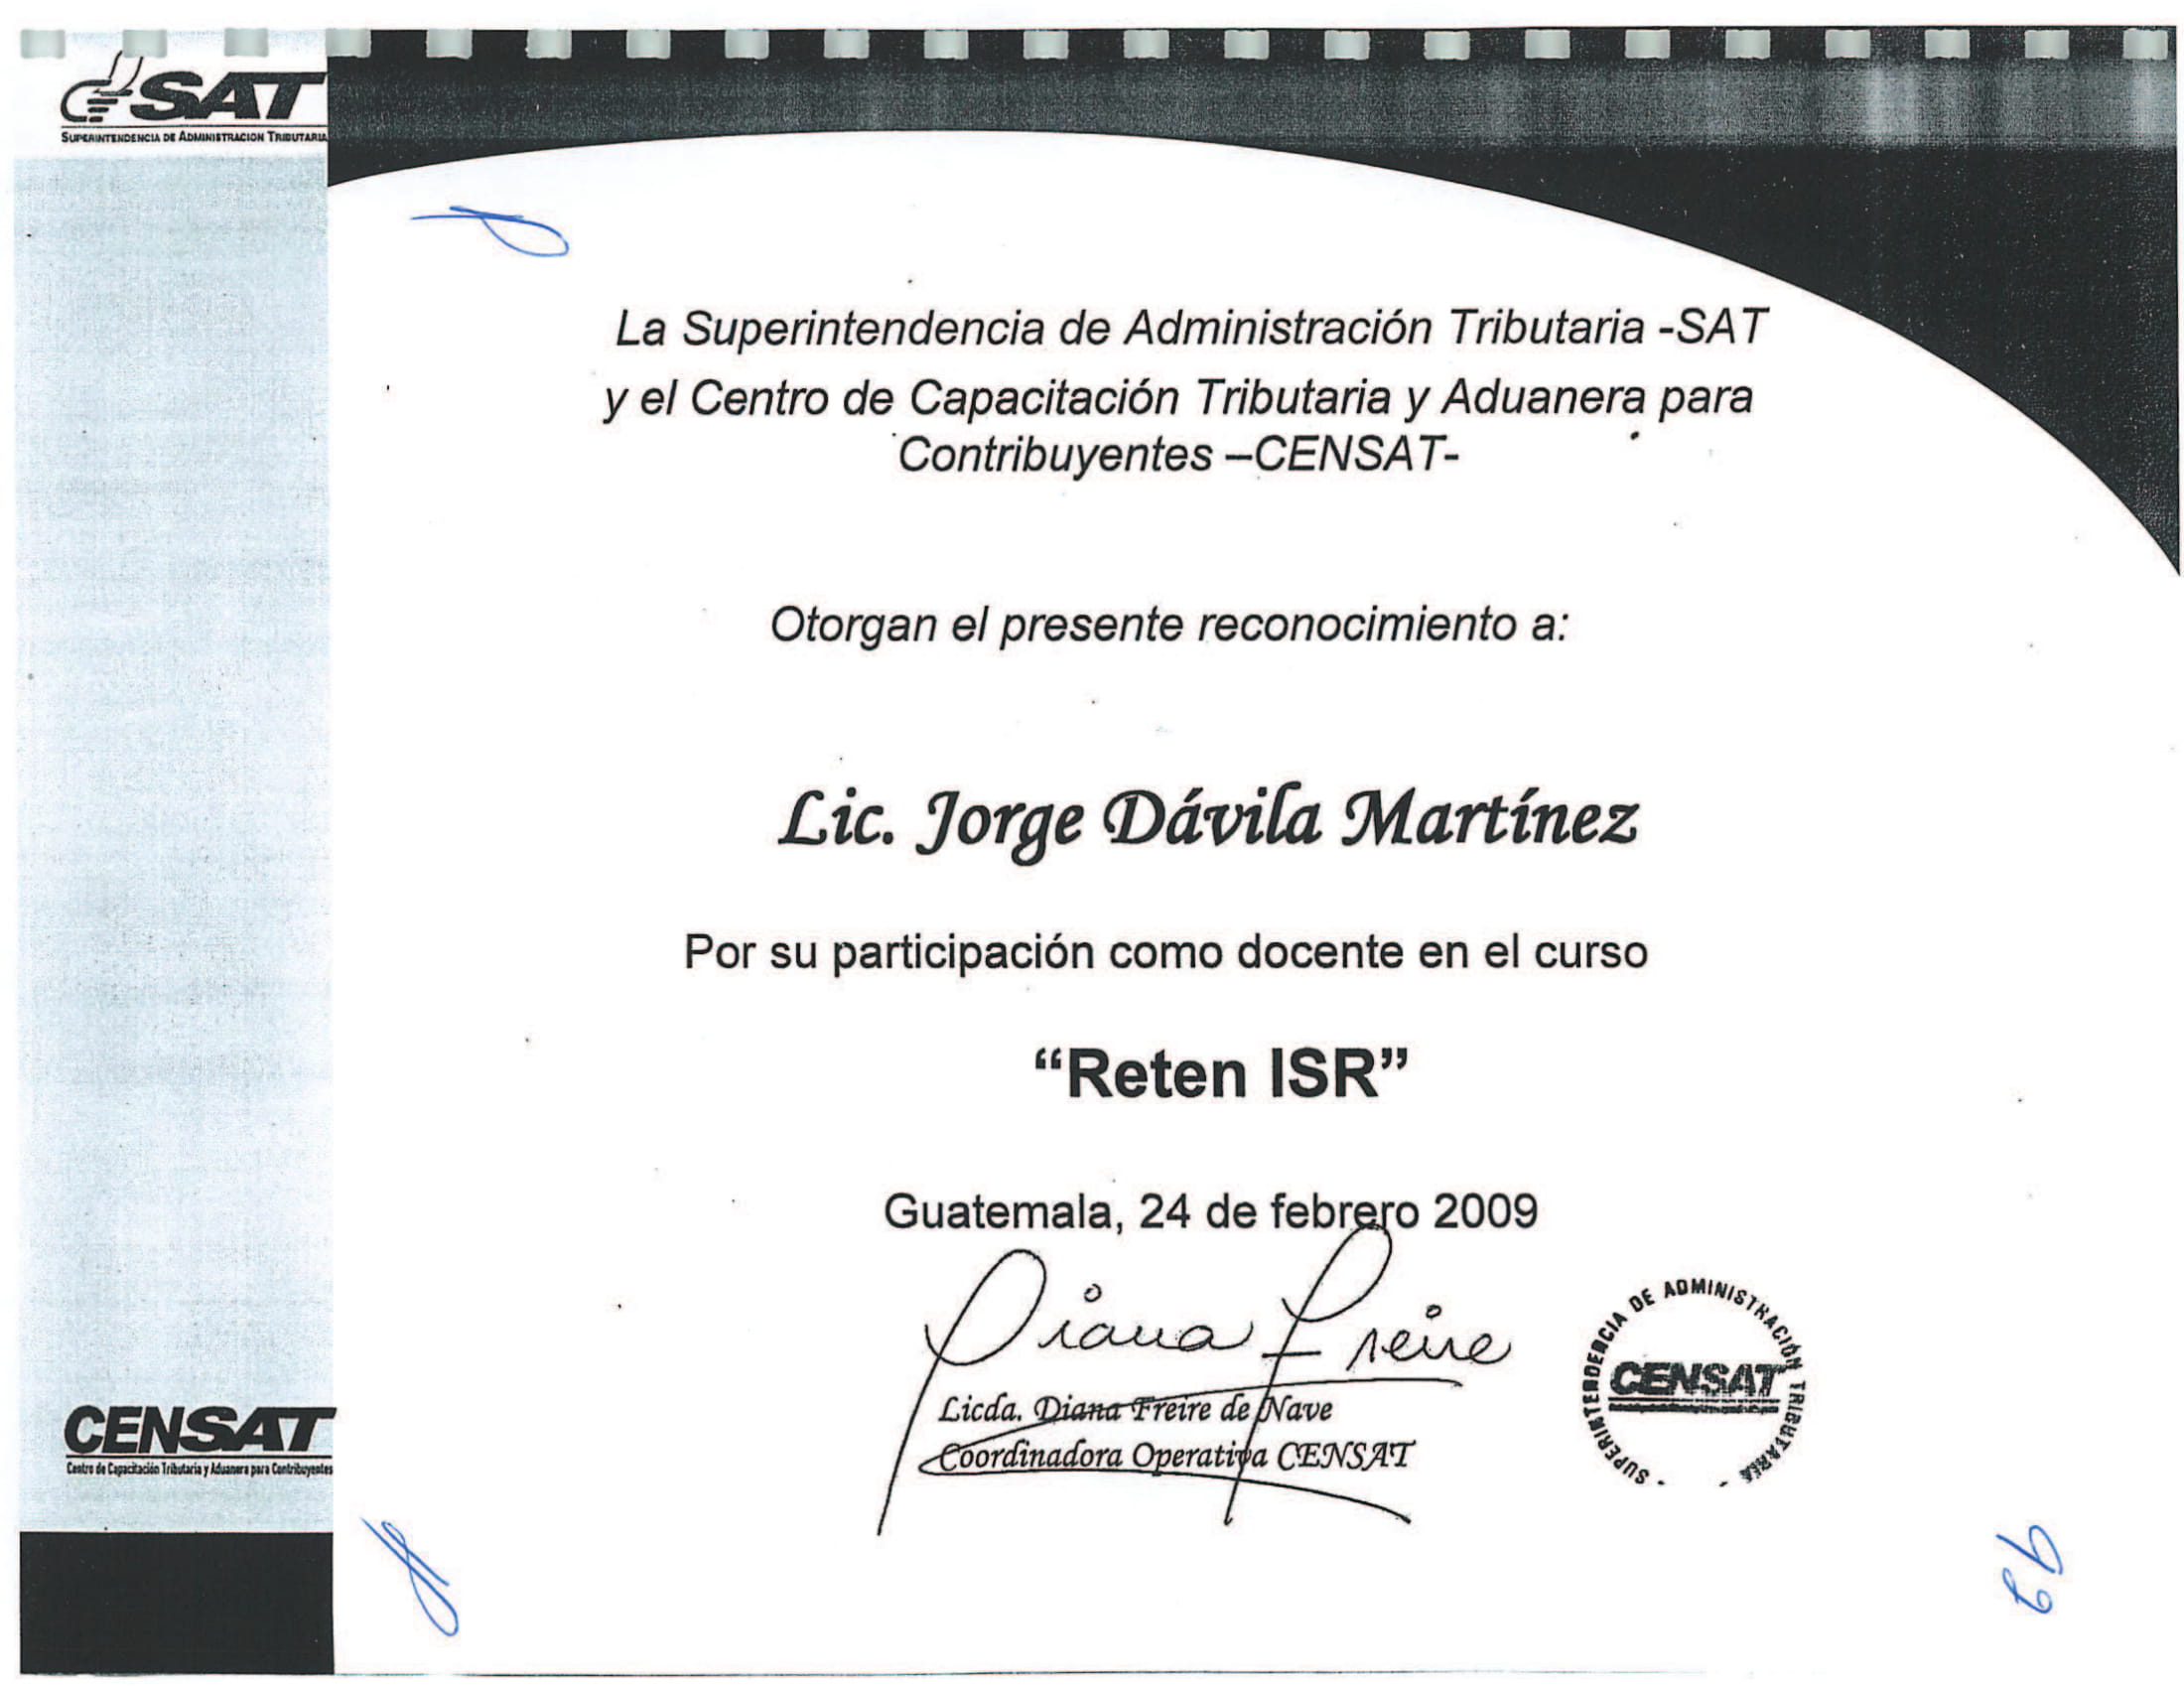 SAT
SUPERINTENDENCIA DE ADMINISTRACION TRIBUTARIA
La Superintendencia de Administración Tributaria -SAT
y el Centro de Capacitación Tributaria y Aduanera para
Contribuyentes –CENSAT-
Otorgan el presente reconocimiento a:
Lic. Jorge Dávila Martínez
Por su participación como docente en el curso
“Reten ISR”
Guatemala, 24 de febrero 2009
Diana Freire
Licda. Diana Freire de Nave
Coordinadora Operativa CENSAT
SUPERINTENDENCIA DE ADMINISTRACIÓN TRIBUTARIA
CENSAT
CENSAT
Centro de Capacitación Tributaria y Aduanera para Contribuyentes